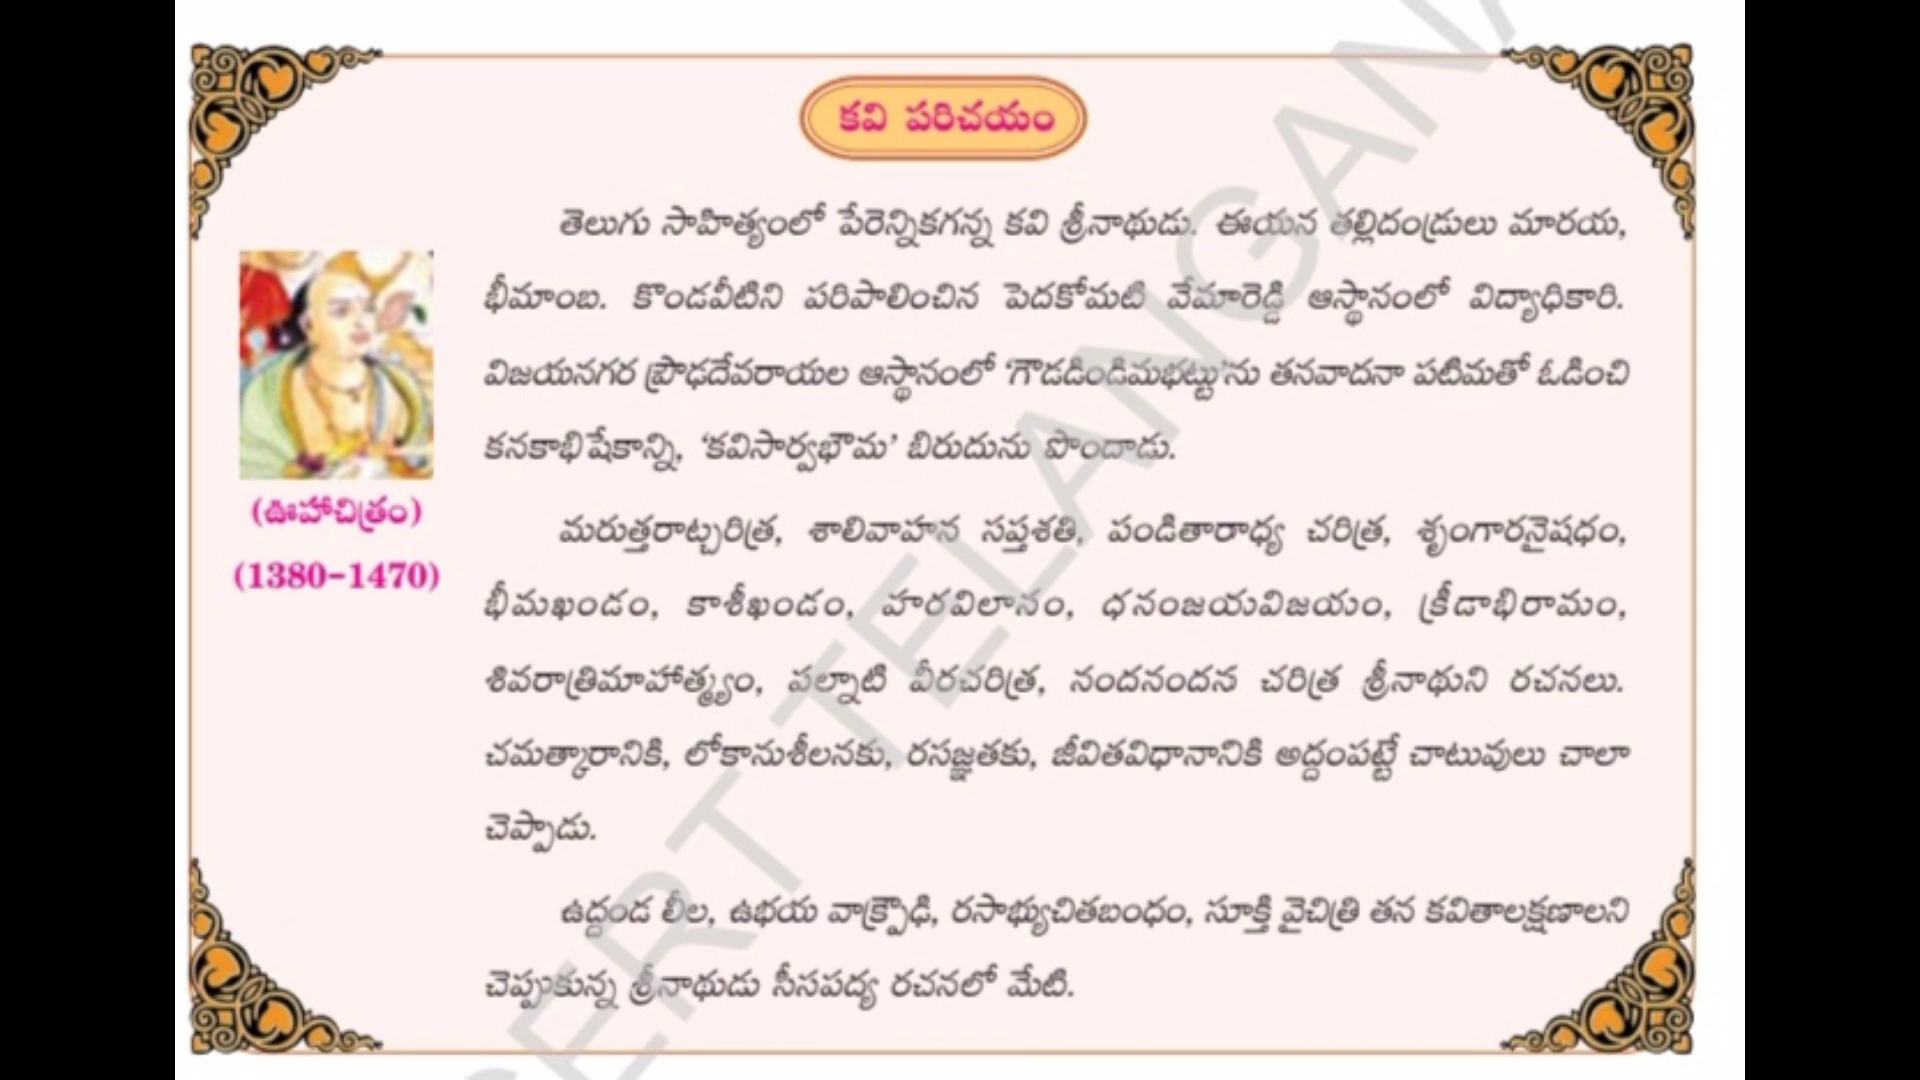 కవి పరిచయం
తెలుగు సాహిత్యంలో పేరెన్నికగన్న కవి శ్రీనాథుడు. ఈయన తల్లిదండ్రులు మారయ,
భీమాంబ. కొండవీటిని పరిపాలించిన పెదకోమటి వేమారెడ్డి ఆస్థానంలో విద్యాధికారి.
విజయనగర ప్రౌఢదేవరాయల ఆస్థానంలో ‘గౌడడిండిమభట్టు’ను తనవాదనా పటిమతో ఓడించి
కనకాభిషేకాన్ని, ‘కవిసార్వభౌమ’ బిరుదును పొందాడు.
(ఊహాచిత్రం)
(1380-1470)
మరుత్తరాట్చరిత్ర, శాలివాహన సప్తశతి, పండితారాధ్య చరిత్ర, శృంగారనైషధం,
భీమఖండం, కాశీఖండం, హరవిలాసం, ధనంజయవిజయం, క్రీడాభిరామం,
శివరాత్రిమాహాత్మ్యం, పల్నాటి వీరచరిత్ర, నందనందన చరిత్ర శ్రీనాథుని రచనలు.
చమత్కారానికి, లోకానుశీలనకు, రసజ్ఞతకు, జీవితవిధానానికి అద్దంపట్టే చాటువులు చాలా
చెప్పాడు.
ఉద్దండ లీల, ఉభయ వాక్ప్రౌఢి, రసాభ్యుచితబంధం, సూక్తి వైచిత్రి తన కవితాలక్షణాలని
చెప్పుకున్న శ్రీనాథుడు సీసపద్య రచనలో మేటి.
CERT TELANGANA